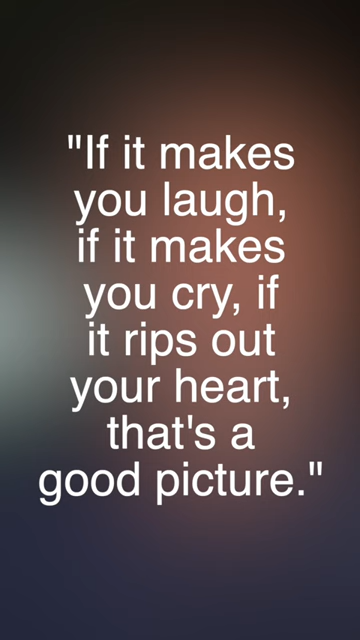 "If it makes
you laugh,
if it makes
you cry, if
it rips out
your heart,
that's a
good picture."